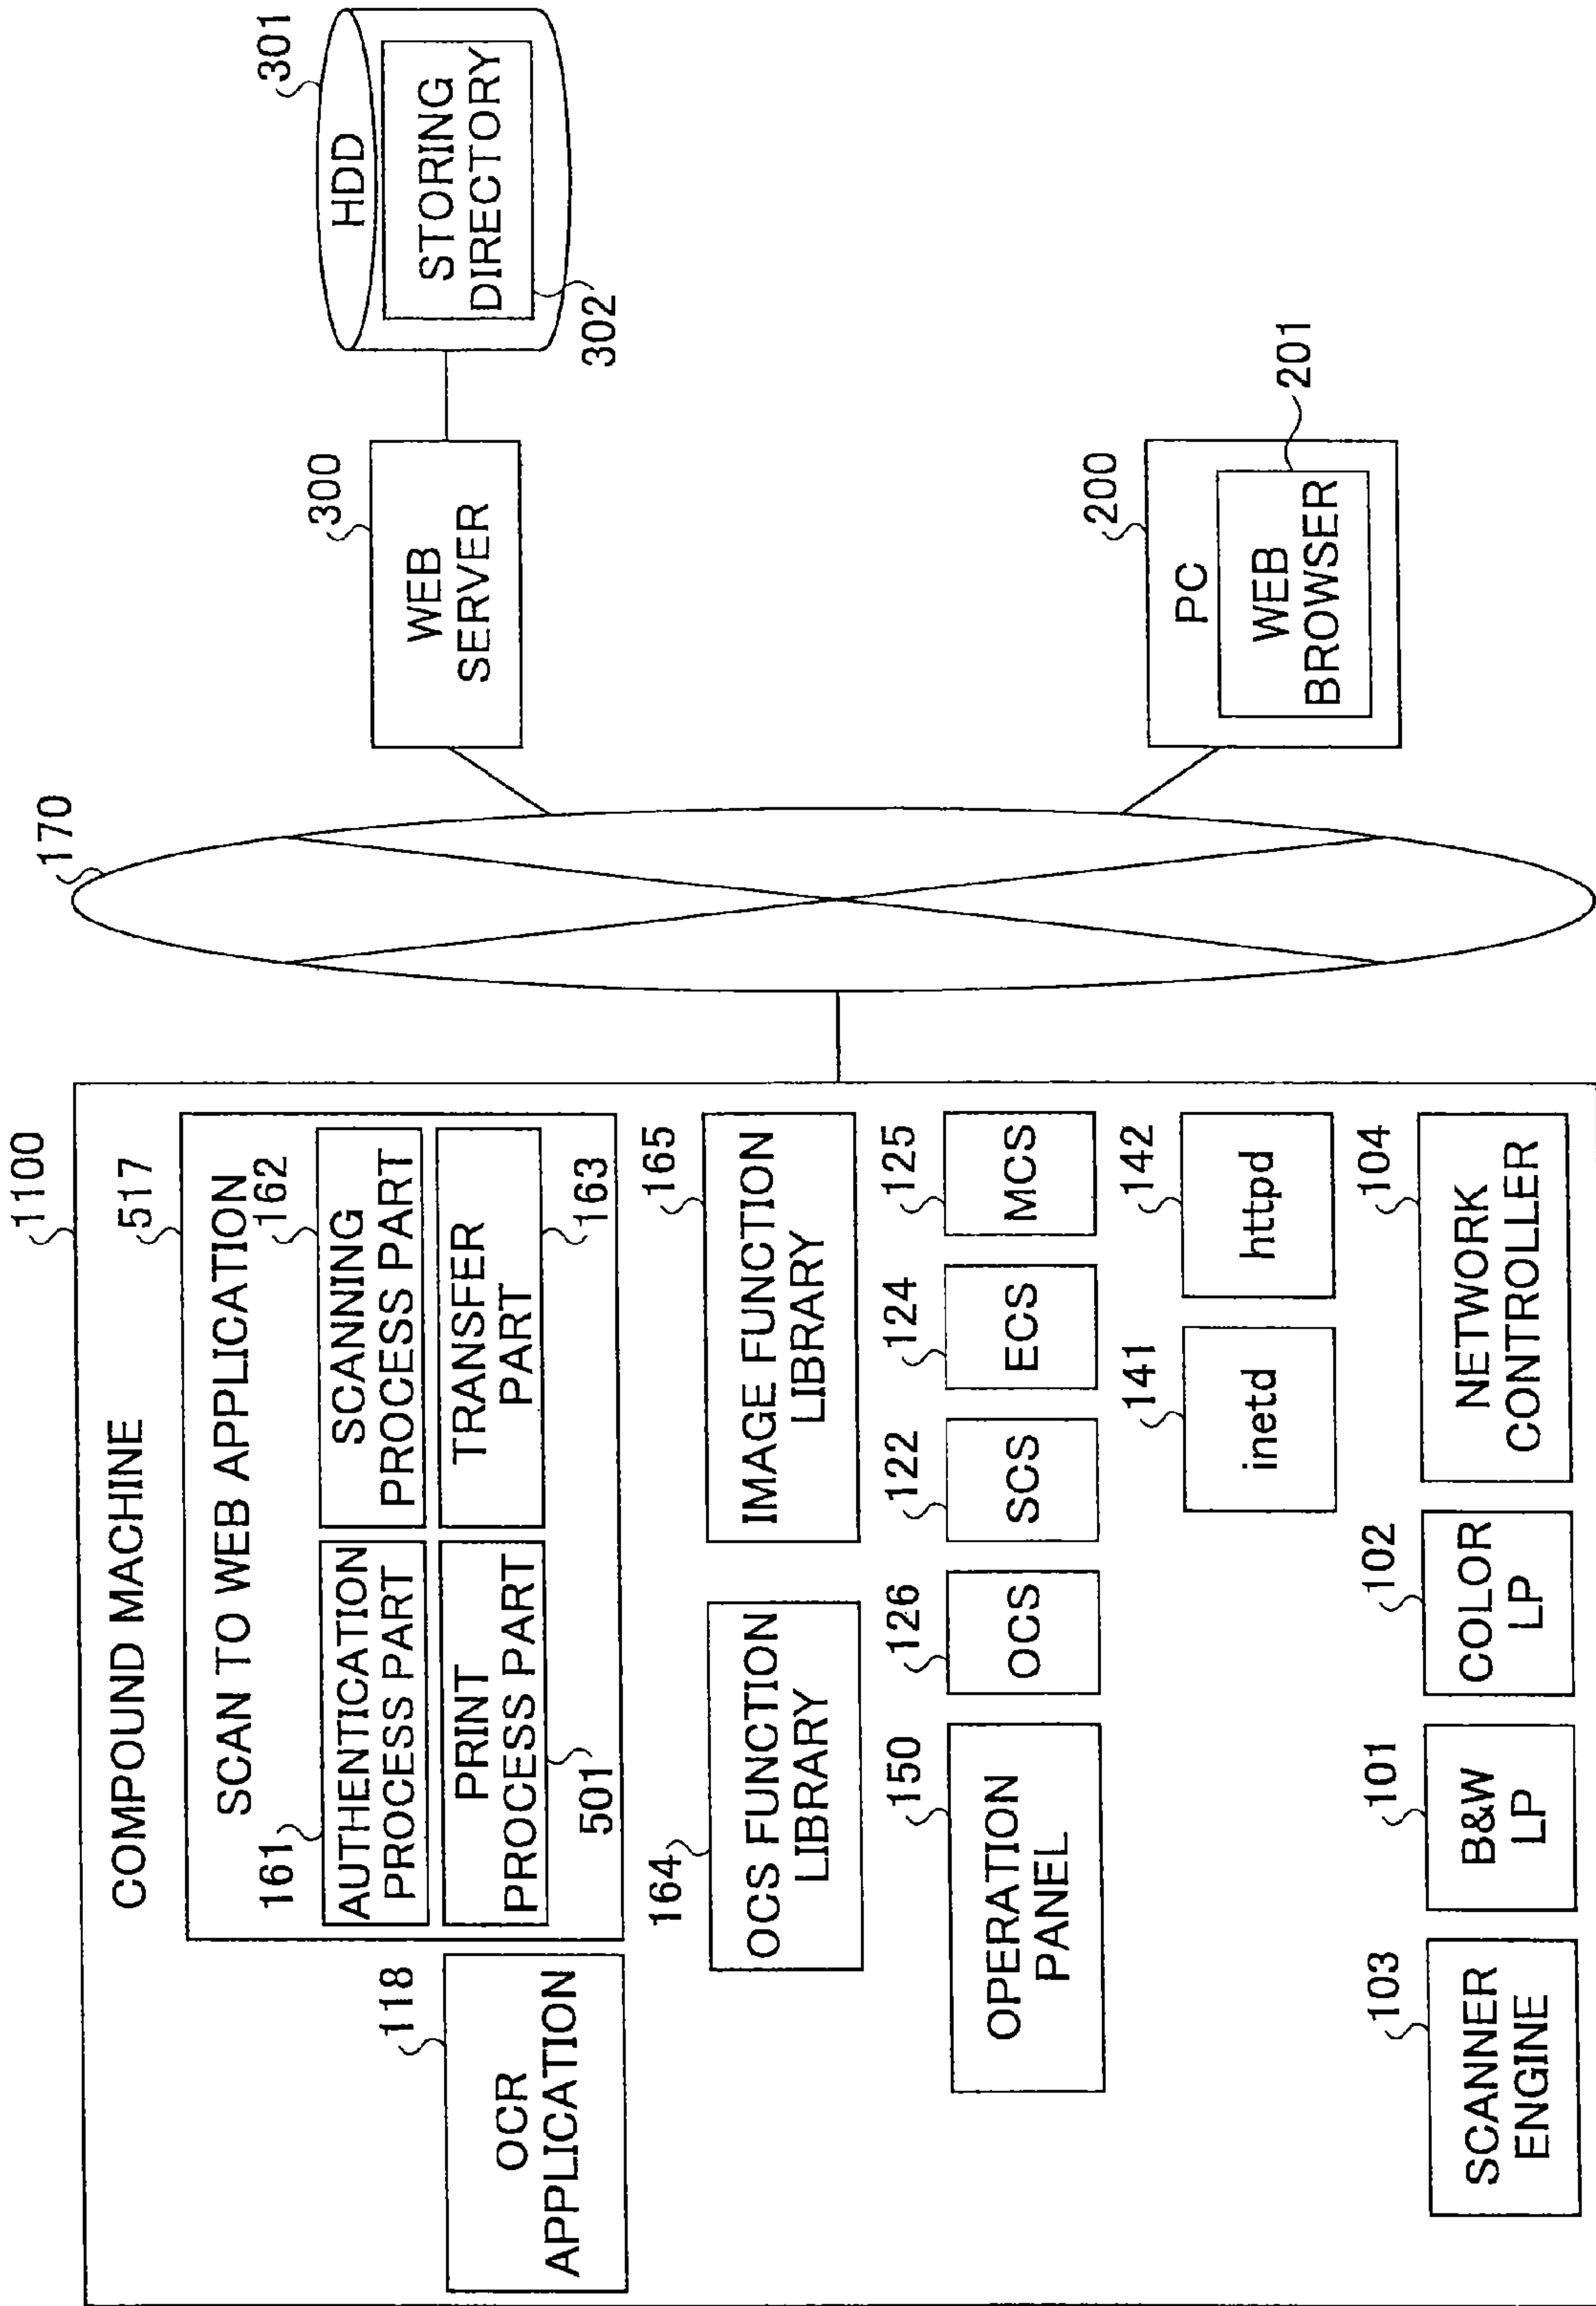 1100
COMPOUND MACHINE
517
SCAN TO WEB APPLICATION
161
162
AUTHENTICATION
PROCESS PART
SCANNING
PROCESS PART
PRINT
PROCESS PART
TRANSFER
PART
501
163
118
OCR
APPLICATION
164
OCS FUNCTION
LIBRARY
165
IMAGE FUNCTION
LIBRARY
150
OPERATION
PANEL
126
OCS
122
SCS
124
ECS
125
MCS
141
inetd
142
httpd
103
SCANNER
ENGINE
101
B&W
LP
102
COLOR
LP
104
NETWORK
CONTROLLER
170
300
WEB
SERVER
301
HDD
STORING
DIRECTORY
302
200
PC
WEB
BROWSER
201